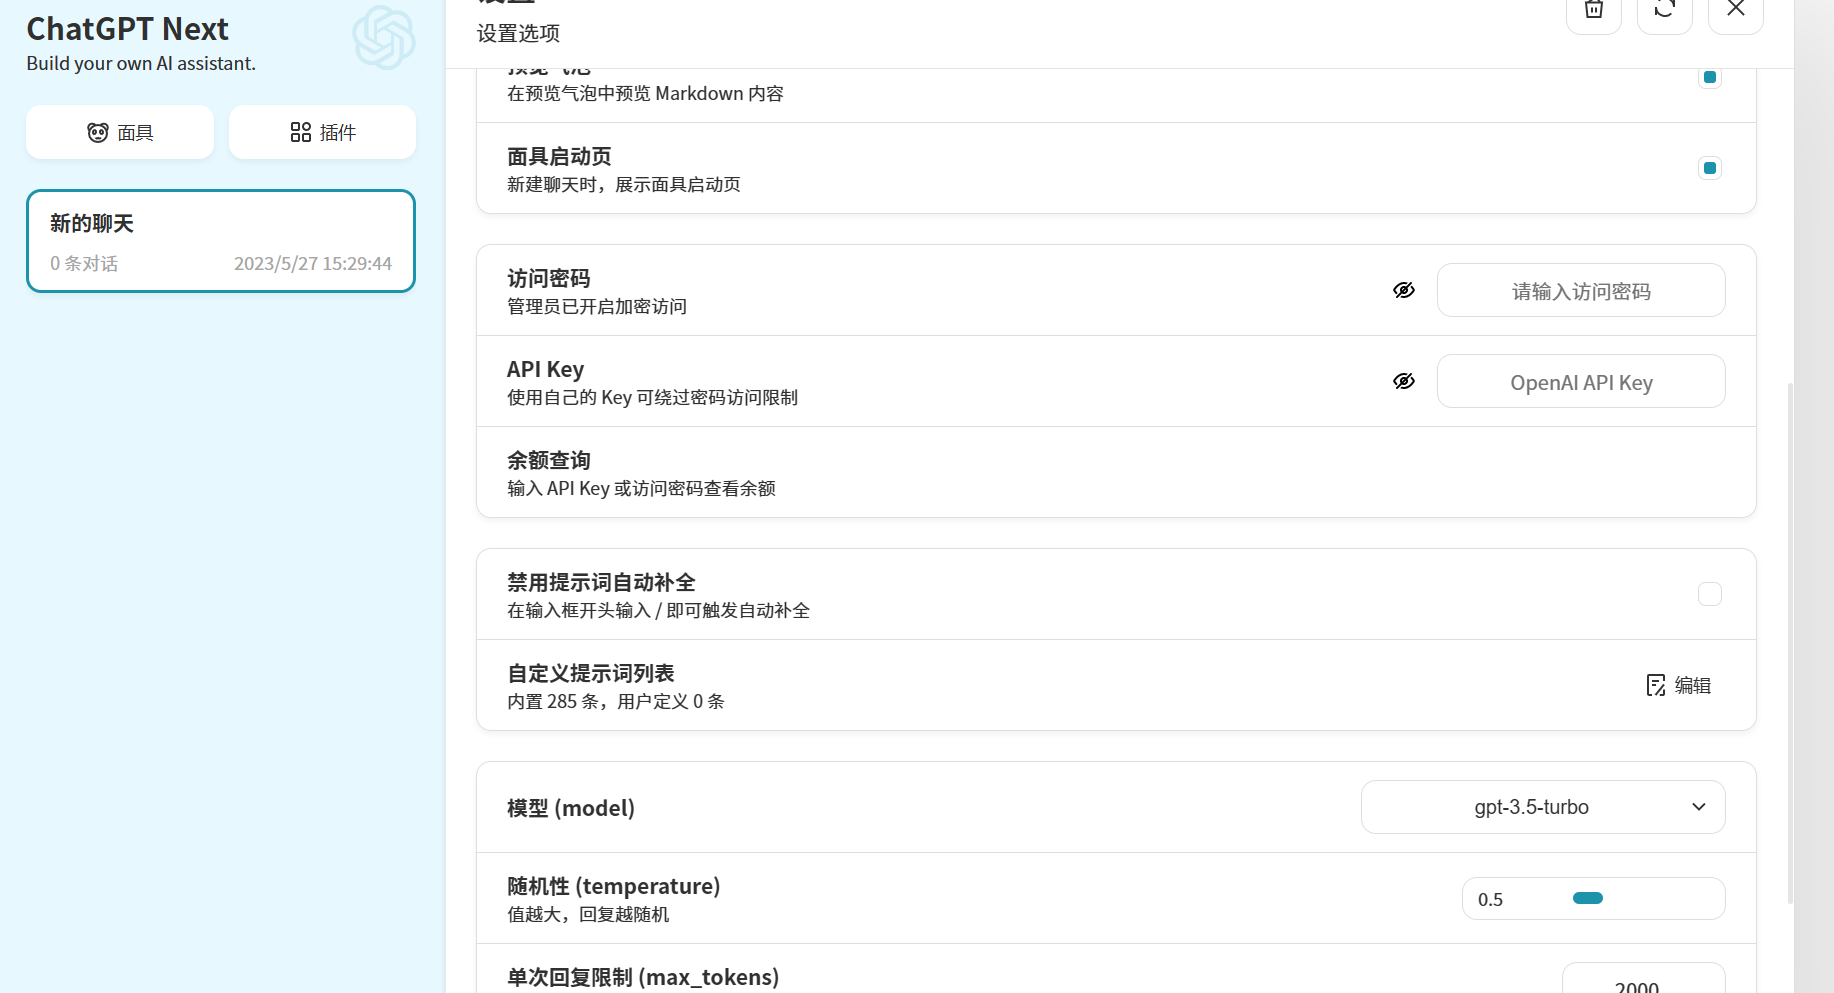 ChatGPT Next
Build your own AI assistant.
面具
插件
新的聊天
0 条对话
2023/5/27 15:29:44
设置
设置选项
预览气泡
在预览气泡中预览 Markdown 内容
面具启动页
新建聊天时，展示面具启动页
访问密码
管理员已开启加密访问
请输入访问密码
API Key
使用自己的 Key 可绕过密码访问限制
OpenAI API Key
余额查询
输入 API Key 或访问密码查看余额
禁用提示词自动补全
在输入框开头输入 / 即可触发自动补全
自定义提示词列表
内置 285 条，用户定义 0 条
编辑
模型 (model)
gpt-3.5-turbo
随机性 (temperature)
值越大，回复越随机
0.5
单次回复限制 (max_tokens)
2000